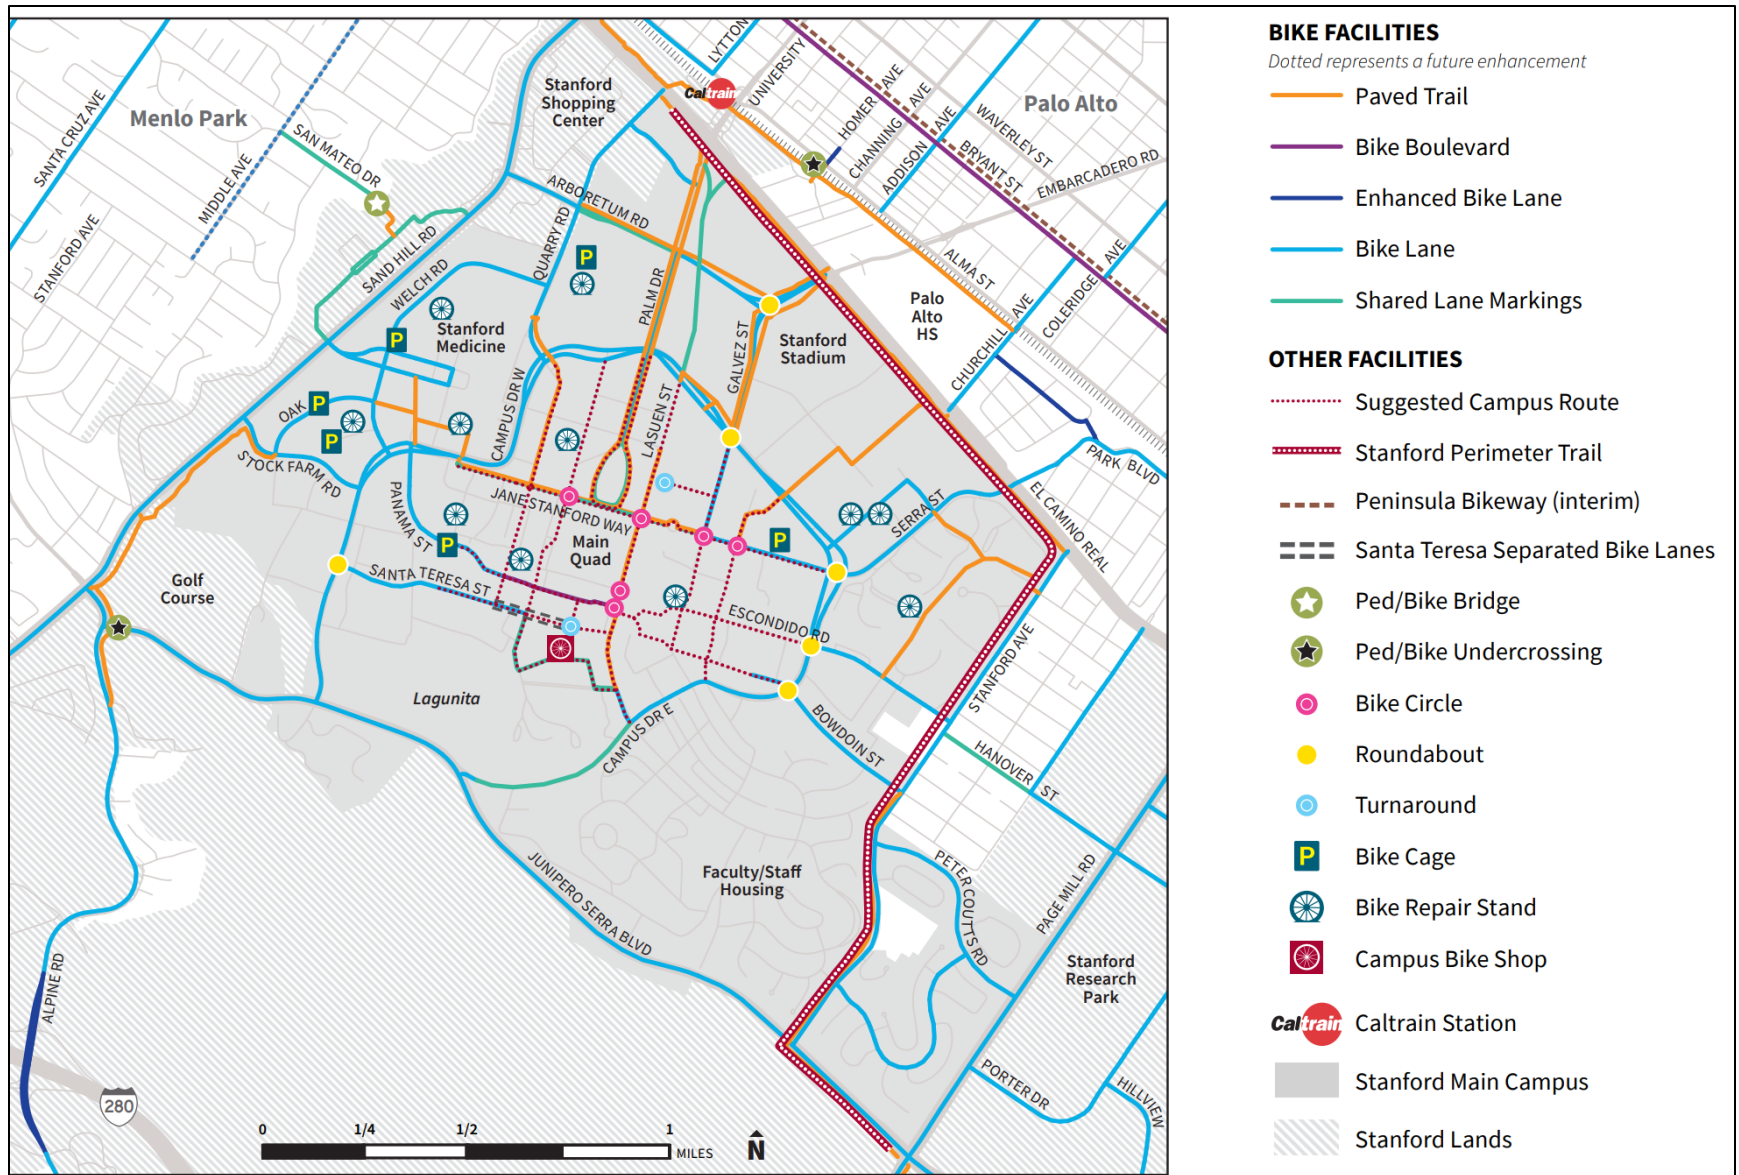 LYTTON
UNIVERSITY
Stanford
Shopping
Center
Caltrain
HOMER AVE
CHANNING AVE
ADDISON AVE
WAVERLEY ST
BRYANT ST
EMBARCADERO RD
Palo Alto
Menlo Park
SANTA CRUZ AVE
SAN MATEO DR
MIDDLE AVE
STANFORD AVE
SAND HILL RD
WELCH RD
ARBORETUM RD
QUARRY RD
P
PALM DR
ALMA ST
COLERIDGE AVE
CHURCHILL AVE
Palo
Alto
HS
Stanford
Medicine
P
Stanford
Stadium
GALVEZ ST
LASUEN ST
CAMPUS DR W
OAK
P
P
STOCK FARM RD
PARK BLVD
EL CAMINO REAL
PANAMA ST
JANE STANFORD WAY
Main
Quad
P
P
SERRA ST
SANTA TERESA ST
Golf
Course
ESCONDIDO RD
STANFORD AVE
Lagunita
CAMPUS DR E
BOWDOIN ST
HANOVER ST
Faculty/Staff
Housing
JUNIPERO SERRA BLVD
PETER COUTTS RD
PAGE MILL RD
Stanford
Research
Park
ALPINE RD
280
PORTER DR
HILLVIEW
0 1/4 1/2 1
MILES
N
BIKE FACILITIES
Dotted represents a future enhancement
Paved Trail
Bike Boulevard
Enhanced Bike Lane
Bike Lane
Shared Lane Markings
OTHER FACILITIES
Suggested Campus Route
Stanford Perimeter Trail
Peninsula Bikeway (interim)
Santa Teresa Separated Bike Lanes
Ped/Bike Bridge
Ped/Bike Undercrossing
Bike Circle
Roundabout
Turnaround
P Bike Cage
Bike Repair Stand
Campus Bike Shop
Caltrain Caltrain Station
Stanford Main Campus
Stanford Lands